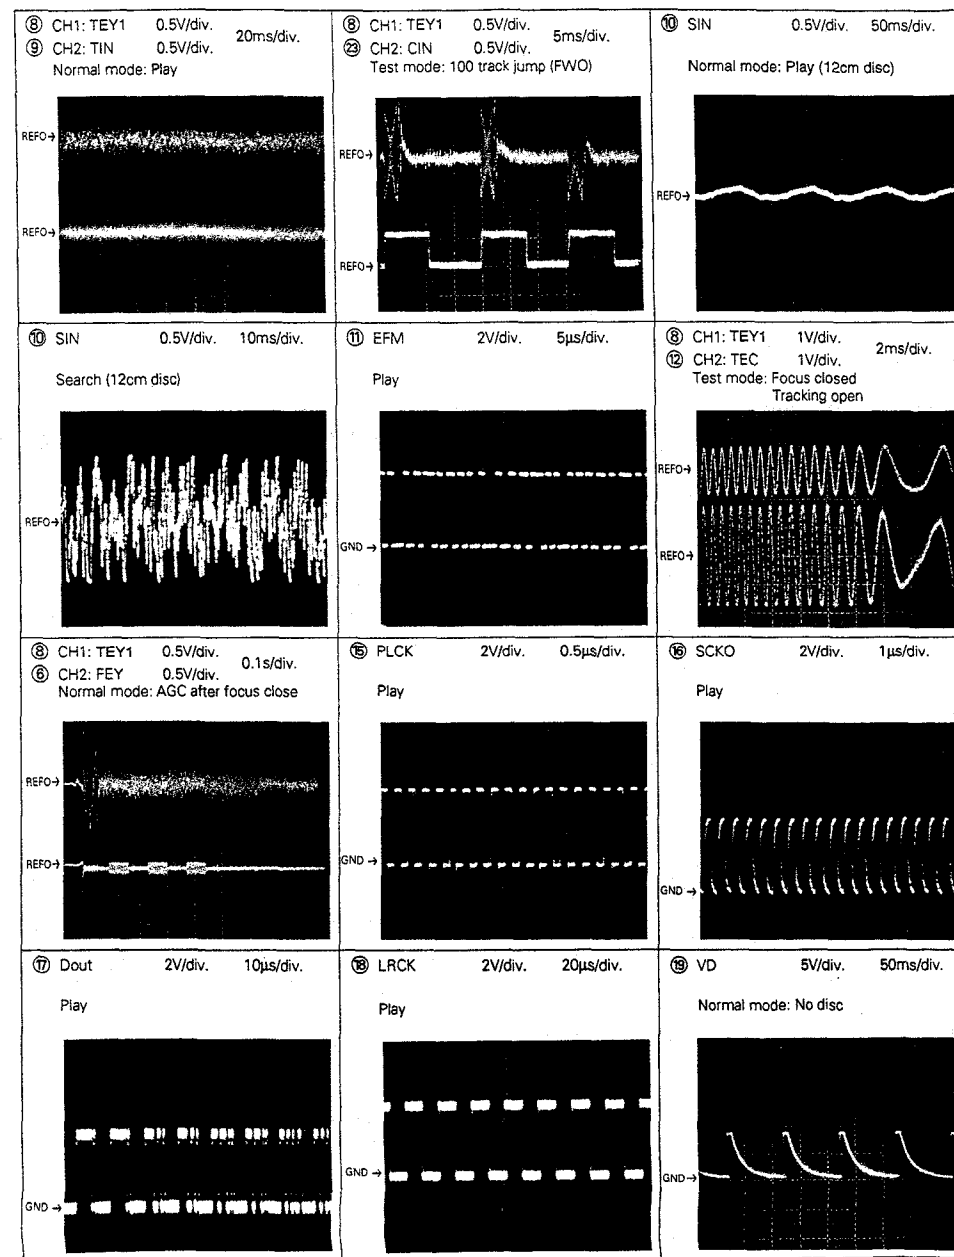 ⑧ CH1: TEY1 0.5V/div. 20ms/div.
⑨ CH2: TIN 0.5V/div.
Normal mode: Play
REFO→
REFO→
⑧ CH1: TEY1 0.5V/div. 5ms/div.
㉓ CH2: CIN 0.5V/div.
Test mode: 100 track jump (FWO)
REFO→
REFO→
⑩ SIN 0.5V/div. 50ms/div.
Normal mode: Play (12cm disc)
REFO→
⑩ SIN 0.5V/div. 10ms/div.
Search (12cm disc)
REFO→
⑪ EFM 2V/div. 5µs/div.
Play
GND →
⑧ CH1: TEY1 1V/div. 2ms/div.
⑫ CH2: TEC 1V/div.
Test mode: Focus closed
Tracking open
REFO→
REFO→
⑧ CH1: TEY1 0.5V/div. 0.1s/div.
⑥ CH2: FEY 0.5V/div.
Normal mode: AGC after focus close
REFO→
REFO→
⑮ PLCK 2V/div. 0.5µs/div.
Play
GND →
⑯ SCKO 2V/div. 1µs/div.
Play
GND →
⑰ Dout 2V/div. 10µs/div.
Play
GND →
⑱ LRCK 2V/div. 20µs/div.
Play
GND →
⑲ VD 5V/div. 50ms/div.
Normal mode: No disc
GND →